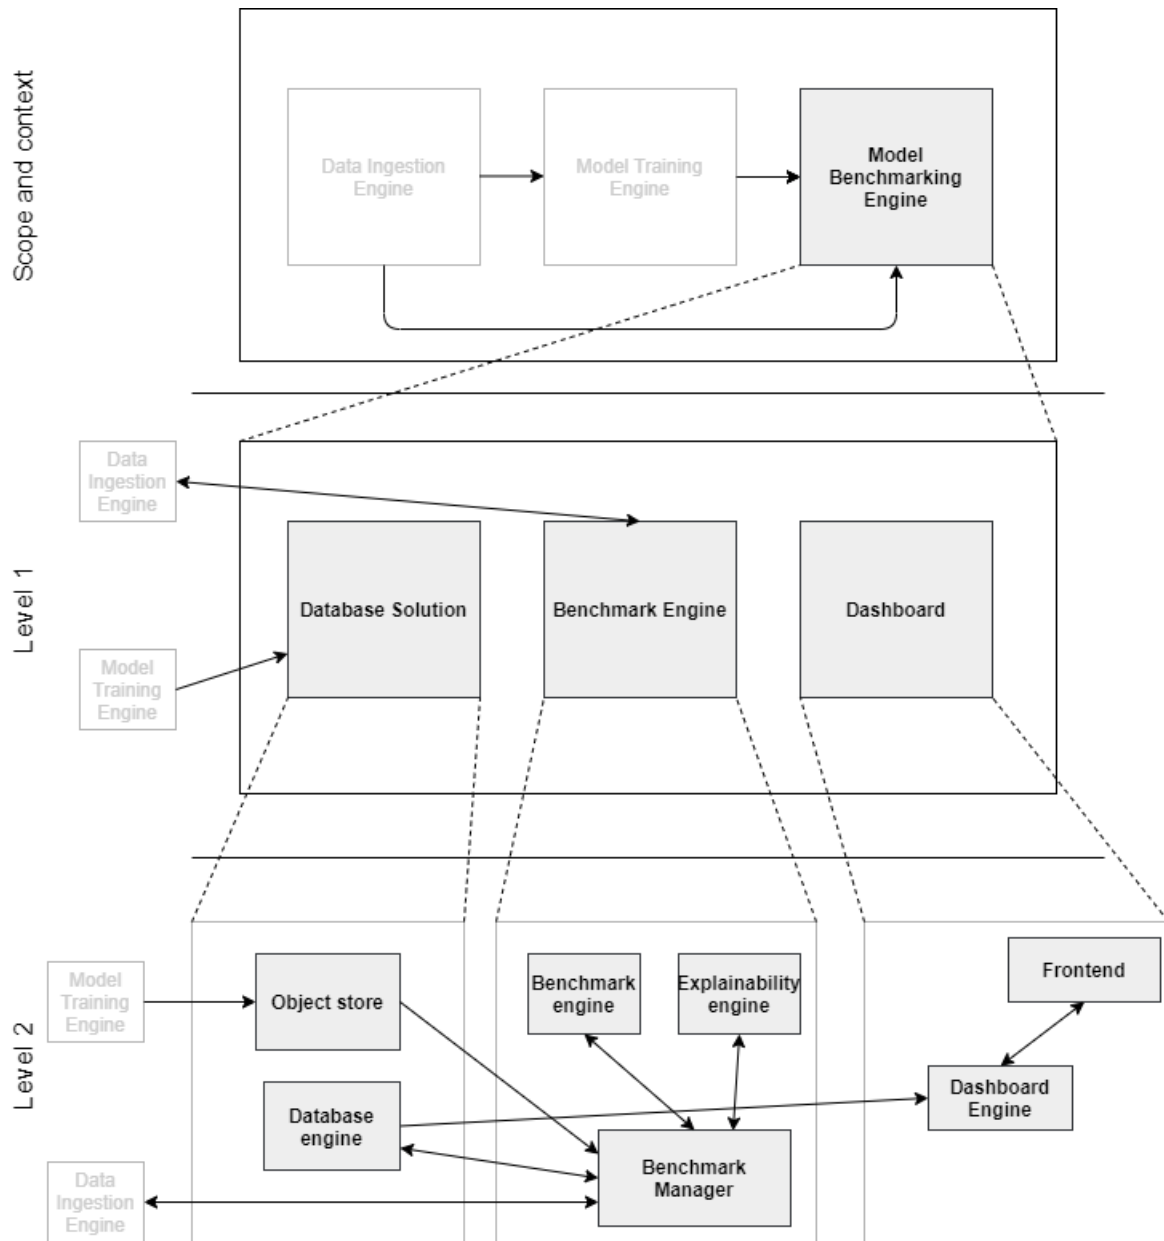 Scope and context
Data Ingestion
Engine
Model Training
Engine
Model
Benchmarking
Engine
Level 1
Data
Ingestion
Engine
Database Solution
Benchmark Engine
Dashboard
Model
Training
Engine
Level 2
Model
Training
Engine
Object store
Benchmark
engine
Explainability
engine
Frontend
Database
engine
Dashboard
Engine
Data
Ingestion
Engine
Benchmark
Manager